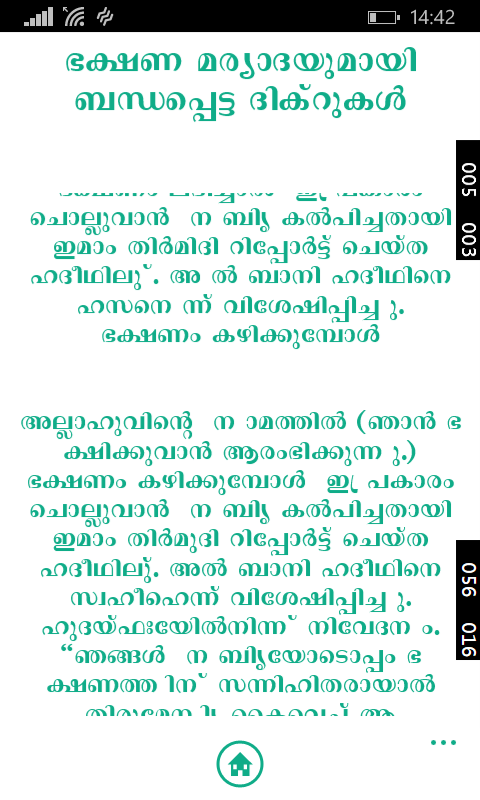 14:42
ഭക്ഷണ മര്യാദയുമായി
ബന്ധപ്പെട്ട ദിക്റുകൾ
005
003
ചൊല്ലുവാൻ ന ബിയ്യ കൽപിച്ചതായി
ഇമാം തിർമിദി റിപ്പോർട്ട് ചെയ്ത
ഹദീഥിലു്. അ ൽ ബാനി ഹദീഥിനെ
ഹസനെ ന്ന് വിശേഷിപ്പിച്ച ു.
ഭക്ഷണം കഴിക്കുമ്പോൾ
അല്ലാഹുവിന്റെ ന ാമത്തിൽ (ഞാൻ ഭ
ക്ഷിക്കുവാൻ ആരംഭിക്കുന്ന ു.)
ഭക്ഷണം കഴിക്കുമ്പോൾ ഇ ്ര പകാരം
ചൊല്ലുവാൻ ന ബിയ്യ കൽപിച്ചതായി
ഇമാം തിർമുദി റിപ്പോർട്ട് ചെയ്ത
ഹദീഥിലു്. അൽ ബാനി ഹദീഥിനെ
സ്വഹീഹെന്ന് വിശേഷിപ്പിച്ച ു.
ഹുദയ്ഫഃയേിൽനിന്ന് നിവേദന ം.
“ഞങ്ങൾ ന ബിയ്യയോടൊപ്പം ഭ
ക്ഷണത്ത ിന് സന്നിഹിതരായാൽ
056
016